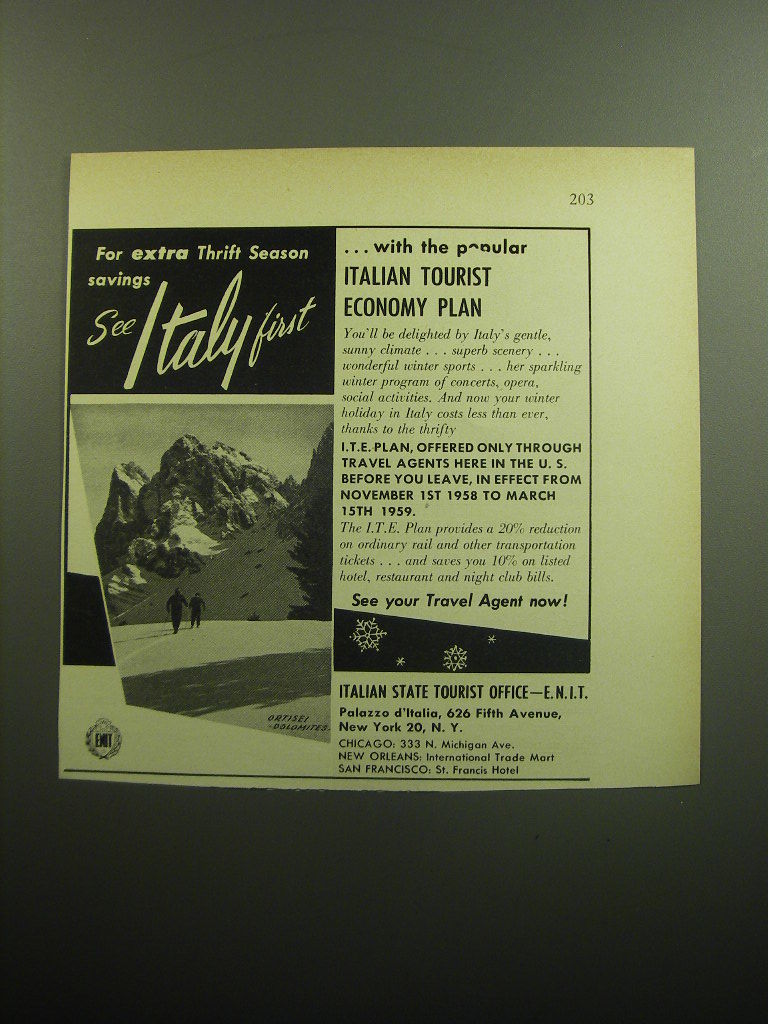 203
For extra Thrift Season
savings
See Italy first
ORTISEI
-DOLOMITES-
ENIT
...with the popular
ITALIAN TOURIST
ECONOMY PLAN
You'll be delighted by Italy's gentle,
sunny climate . . . superb scenery . . .
wonderful winter sports . . . her sparkling
winter program of concerts, opera,
social activities. And now your winter
holiday in Italy costs less than ever,
thanks to the thrifty
I.T.E. PLAN, OFFERED ONLY THROUGH
TRAVEL AGENTS HERE IN THE U. S.
BEFORE YOU LEAVE, IN EFFECT FROM
NOVEMBER 1ST 1958 TO MARCH
15TH 1959.
The I.T.E. Plan provides a 20% reduction
on ordinary rail and other transportation
tickets . . . and saves you 10% on listed
hotel, restaurant and night club bills.
See your Travel Agent now!
ITALIAN STATE TOURIST OFFICE—E.N.I.T.
Palazzo d'Italia, 626 Fifth Avenue,
New York 20, N. Y.
CHICAGO: 333 N. Michigan Ave.
NEW ORLEANS: International Trade Mart
SAN FRANCISCO: St. Francis Hotel